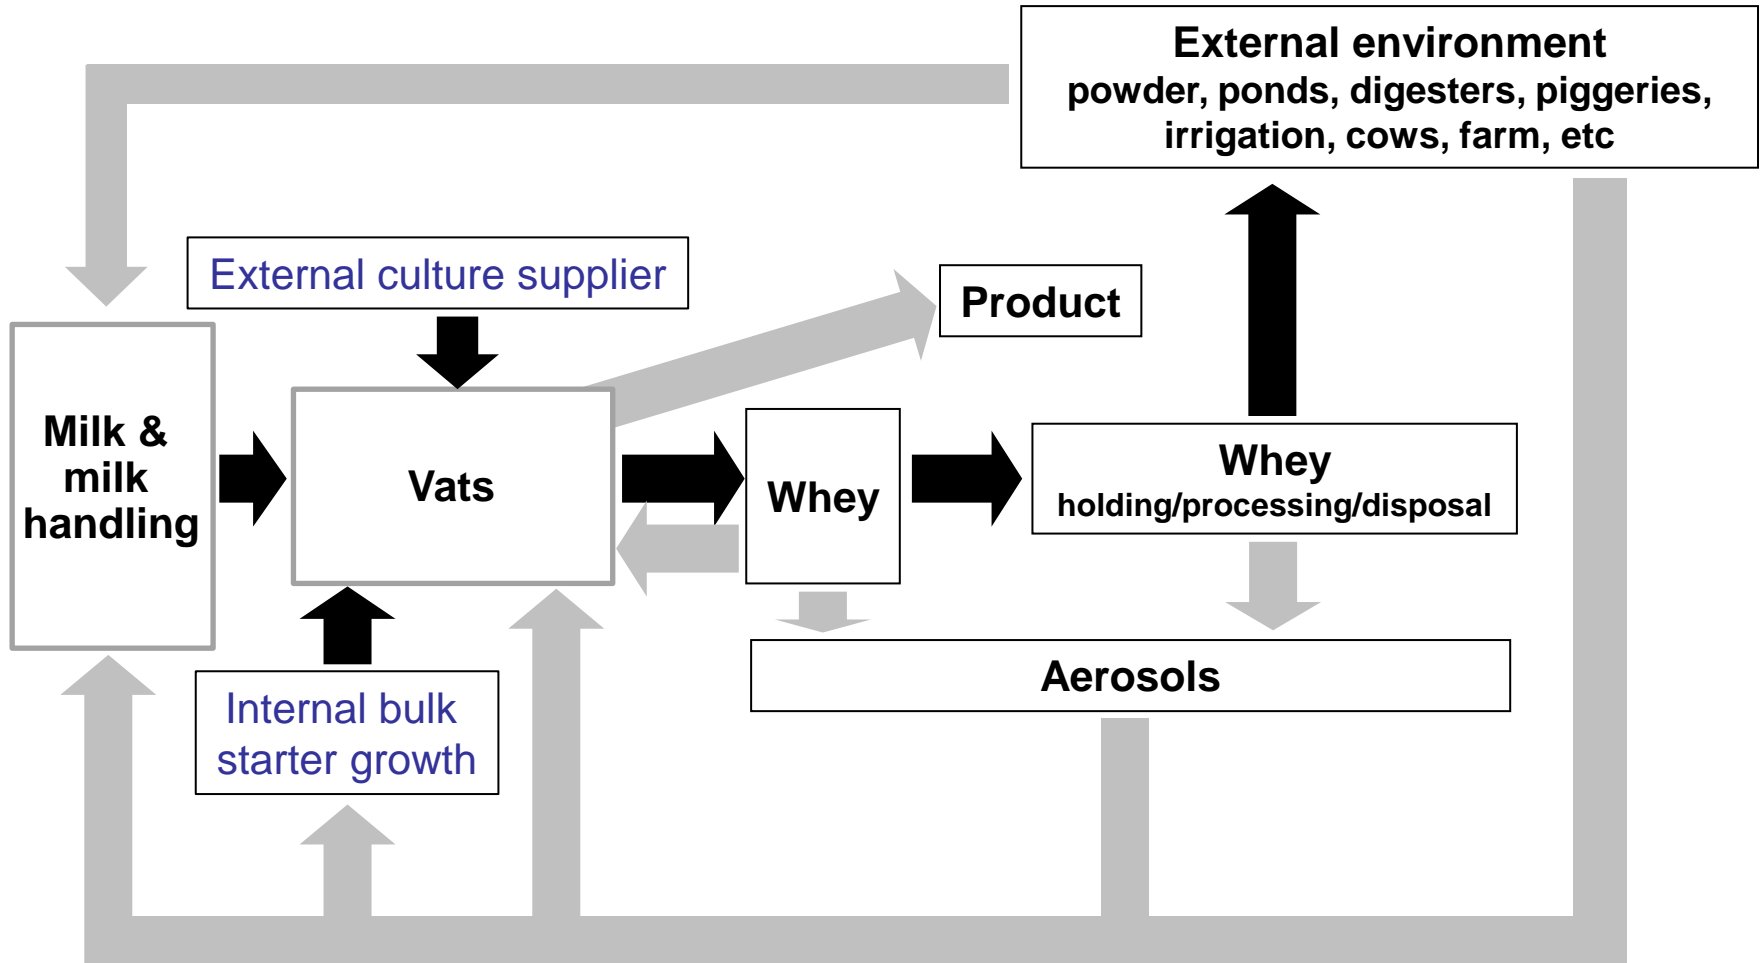 External environment
powder, ponds, digesters, piggeries,
irrigation, cows, farm, etc
External culture supplier
Product
Milk &
milk
handling
Vats
Whey
Whey
holding/processing/disposal
Aerosols
Internal bulk
starter growth